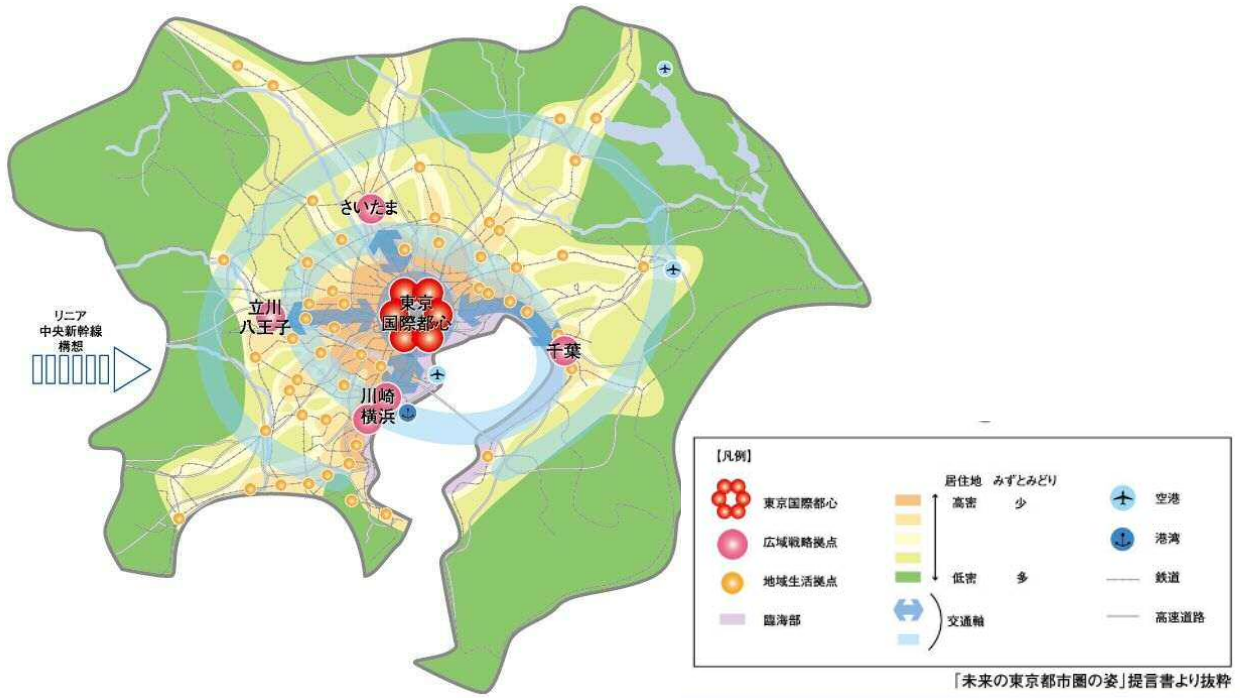 さいたま
立川
八王子
東京
国際都心
千葉
川崎
横浜
リニア
中央新幹線
構想
【凡例】
東京国際都心
広域戦略拠点
地域生活拠点
臨海部
居住地 みずとみどり
高密 少
低密 多
交通軸
空港
港湾
鉄道
高速道路
「未来の東京都市圏の姿」提言書より抜粋